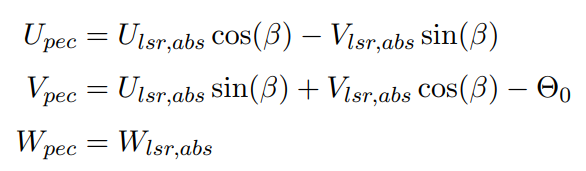 U_{pec} = U_{lsr,abs} cos(β) − V_{lsr,abs} sin(β)
V_{pec} = U_{lsr,abs} sin(β) + V_{lsr,abs} cos(β) − Θ_0
W_{pec} = W_{lsr,abs}